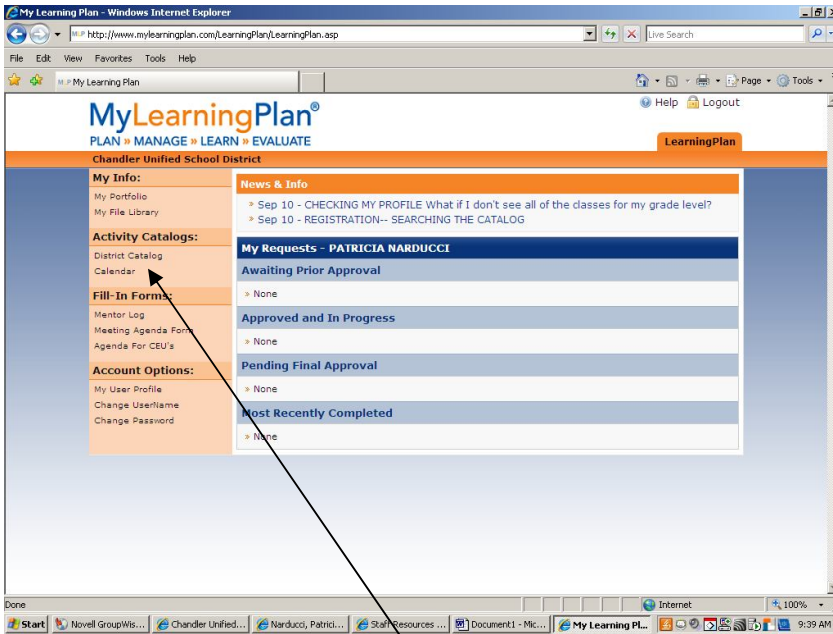 My Learning Plan - Windows Internet Explorer
http://www.mylearningplan.com/LearningPlan/LearningPlan.asp
Live Search
File Edit View Favorites Tools Help
MLP My Learning Plan
Page Tools
Help Logout
MyLearningPlan®
PLAN » MANAGE » LEARN » EVALUATE
LearningPlan
Chandler Unified School District
My Info:
My Portfolio
My File Library
Activity Catalogs:
District Catalog
Calendar
Fill-In Forms:
Mentor Log
Meeting Agenda Form
Agenda For CEU's
Account Options:
My User Profile
Change UserName
Change Password
News & Info
» Sep 10 - CHECKING MY PROFILE What if I don't see all of the classes for my grade level?
» Sep 10 - REGISTRATION-- SEARCHING THE CATALOG
My Requests - PATRICIA NARDUCCI
Awaiting Prior Approval
» None
Approved and In Progress
» None
Pending Final Approval
» None
Most Recently Completed
» None
Done
Internet
100%
Start
Novell GroupWis...
Chandler Unified...
Narducci, Patrici...
Staff Resources ...
Document1 - Mic...
My Learning Pl...
9:39 AM